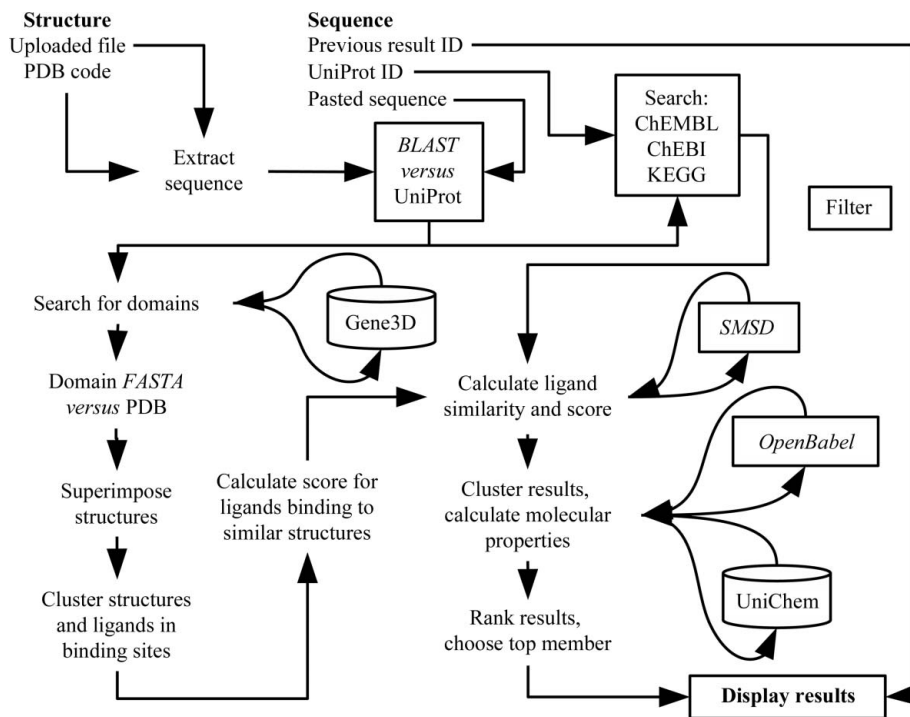 Structure
Uploaded file
PDB code
Sequence
Previous result ID
UniProt ID
Pasted sequence
Extract
sequence
BLAST
versus
UniProt
Search:
ChEMBL
ChEBI
KEGG
Filter
Search for domains
Gene3D
SMSD
Domain FASTA
versus PDB
Calculate ligand
similarity and score
OpenBabel
Superimpose
structures
Calculate score for
ligands binding to
similar structures
Cluster results,
calculate molecular
properties
Cluster structures
and ligands in
binding sites
UniChem
Rank results,
choose top member
Display results